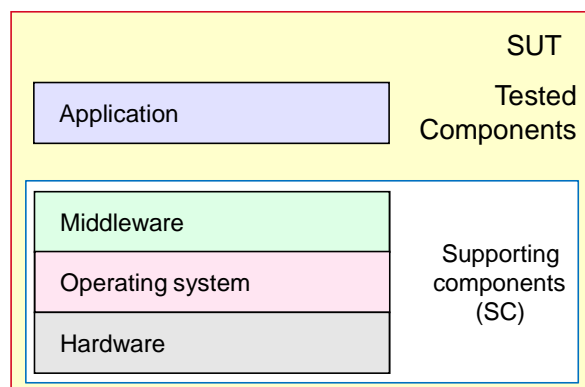 SUT
Application
Tested
Components
Middleware
Operating system
Hardware
Supporting
components
(SC)